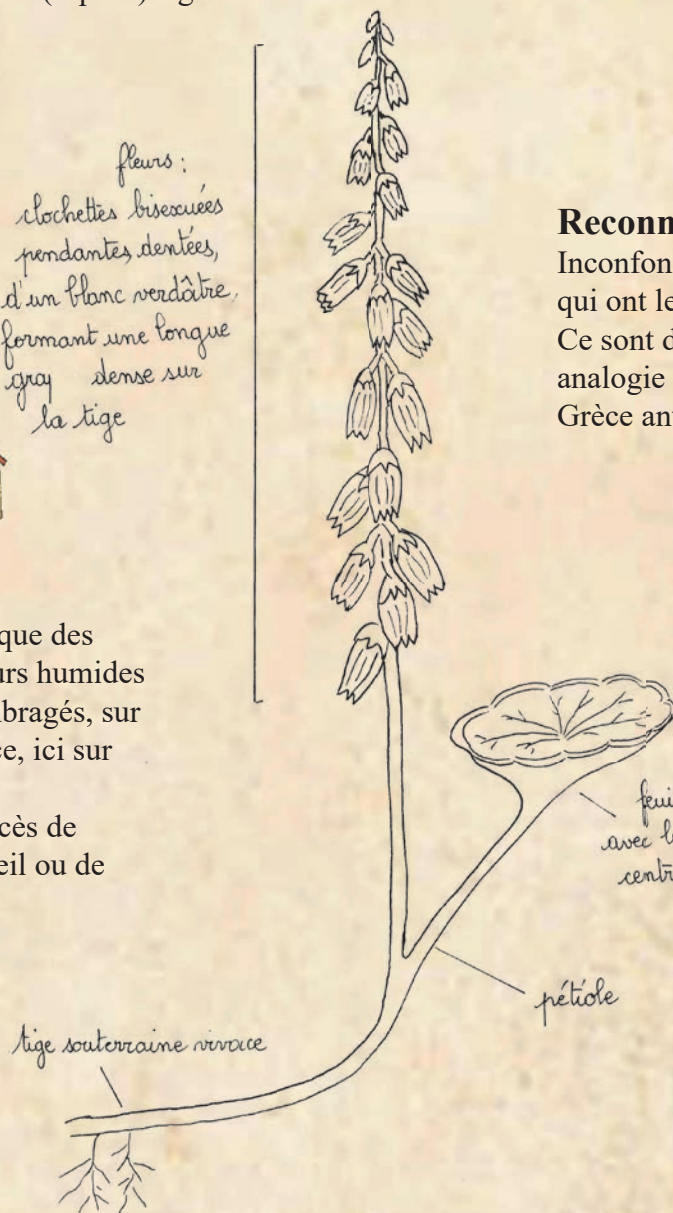 fleurs :
clochettes bisexuées
pendantes, dentées,
d'un blanc verdâtre,
formant une longue
dense sur
la tige
Reconn
Inconfon
qui ont le
Ce sont d
analogie
Grèce an
que des
urs humides
bragés, sur
ce, ici sur
cès de
eil ou de
feui
avec l
centr
pétiole
tige souterraine vivace